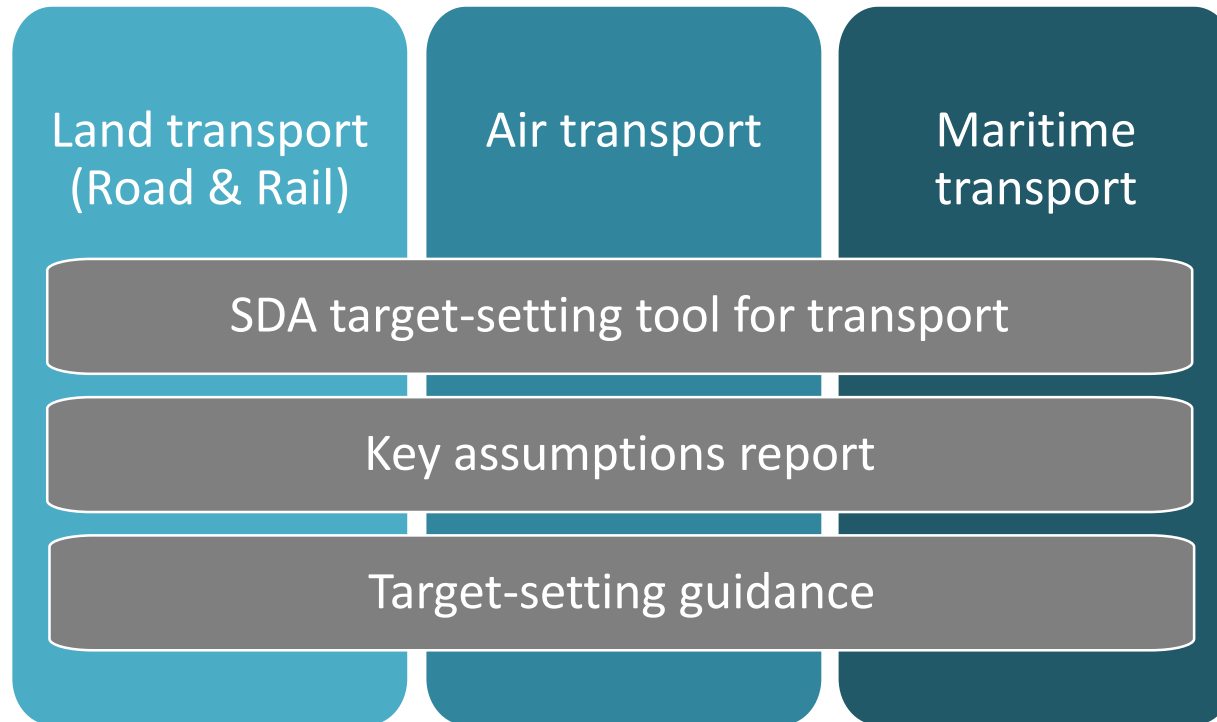 Land transport
(Road & Rail)
Air transport
Maritime
transport
SDA target-setting tool for transport
Key assumptions report
Target-setting guidance